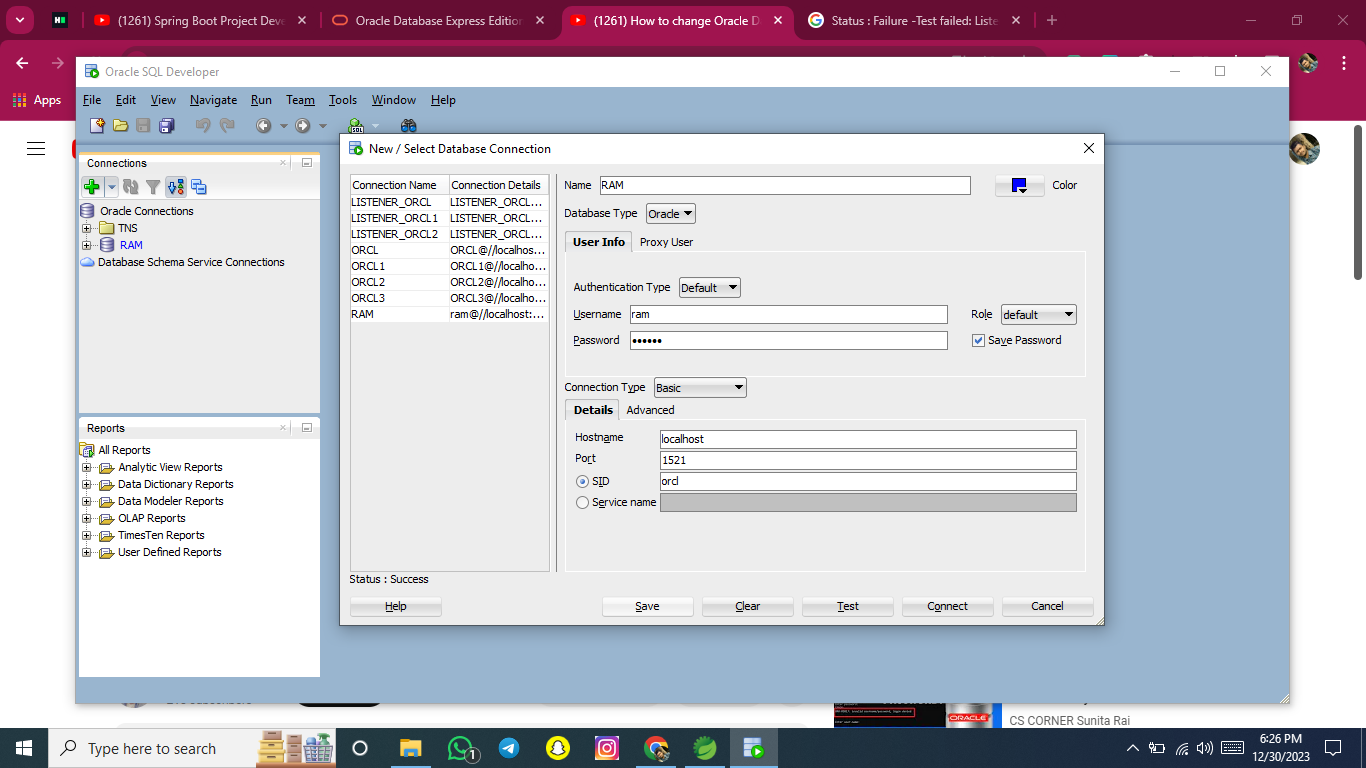 (1261) Spring Boot Project Deve
Oracle Database Express Edition
(1261) How to change Oracle D
Status : Failure -Test failed: Liste
Apps
Oracle SQL Developer
File Edit View Navigate Run Team Tools Window Help
Connections
Oracle Connections
TNS
RAM
Database Schema Service Connections
Reports
All Reports
Analytic View Reports
Data Dictionary Reports
Data Modeler Reports
OLAP Reports
TimesTen Reports
User Defined Reports
New / Select Database Connection
Connection Name Connection Details
LISTENER_ORCL LISTENER_ORCL...
LISTENER_ORCL1 LISTENER_ORCL...
LISTENER_ORCL2 LISTENER_ORCL...
ORCL ORCL@//localhos...
ORCL1 ORCL1@//localho...
ORCL2 ORCL2@//localho...
ORCL3 ORCL3@//localho...
RAM ram@//localhost:...
Name RAM Color
Database Type Oracle
User Info Proxy User
Authentication Type Default
Username ram Role default
Password •••••• Save Password
Connection Type Basic
Details Advanced
Hostname localhost
Port 1521
SID orcl
Service name
Status : Success
Help Save Clear Test Connect Cancel
ORACLE
CS CORNER Sunita Rai
Type here to search
1
6:26 PM
12/30/2023